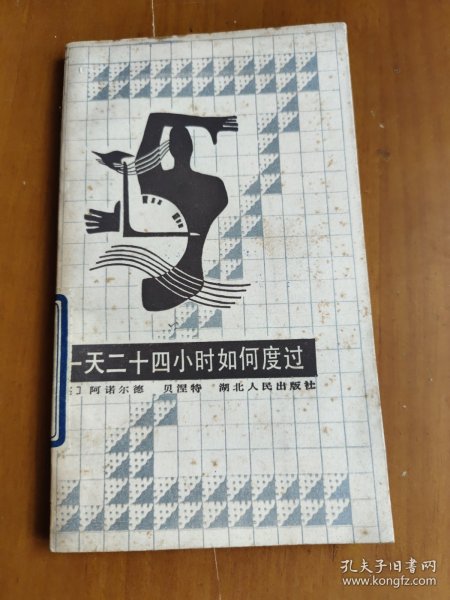 一天二十四小时如何度过
〕阿诺尔德 贝涅特 湖北人民出版社
孔夫子旧书网
www.kongfz.com